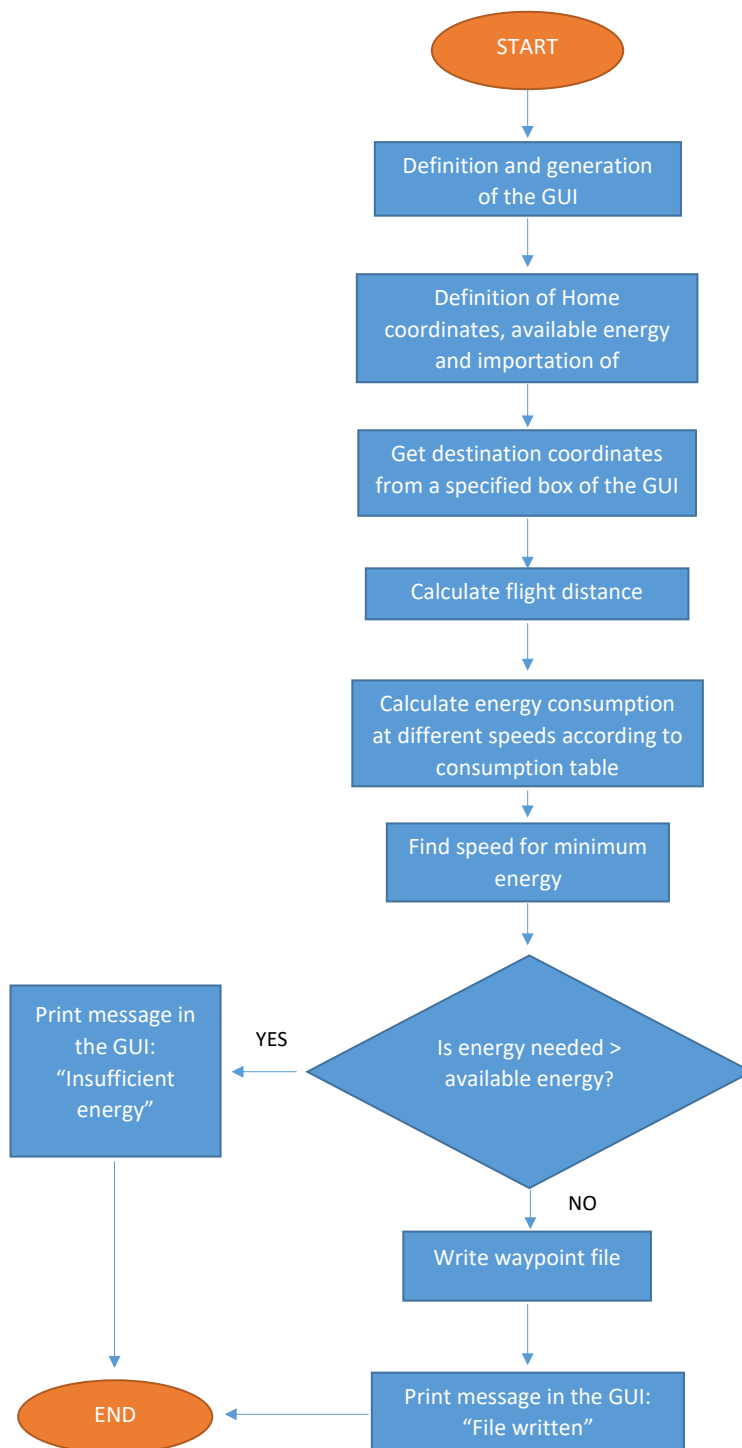 START
Definition and generation
of the GUI
Definition of Home
coordinates, available energy
and importation of
Get destination coordinates
from a specified box of the GUI
Calculate flight distance
Calculate energy consumption
at different speeds according to
consumption table
Find speed for minimum
energy
Is energy needed >
available energy?
YES
Print message in
the GUI:
“Insufficient
energy”
NO
Write waypoint file
Print message in the GUI:
“File written”
END